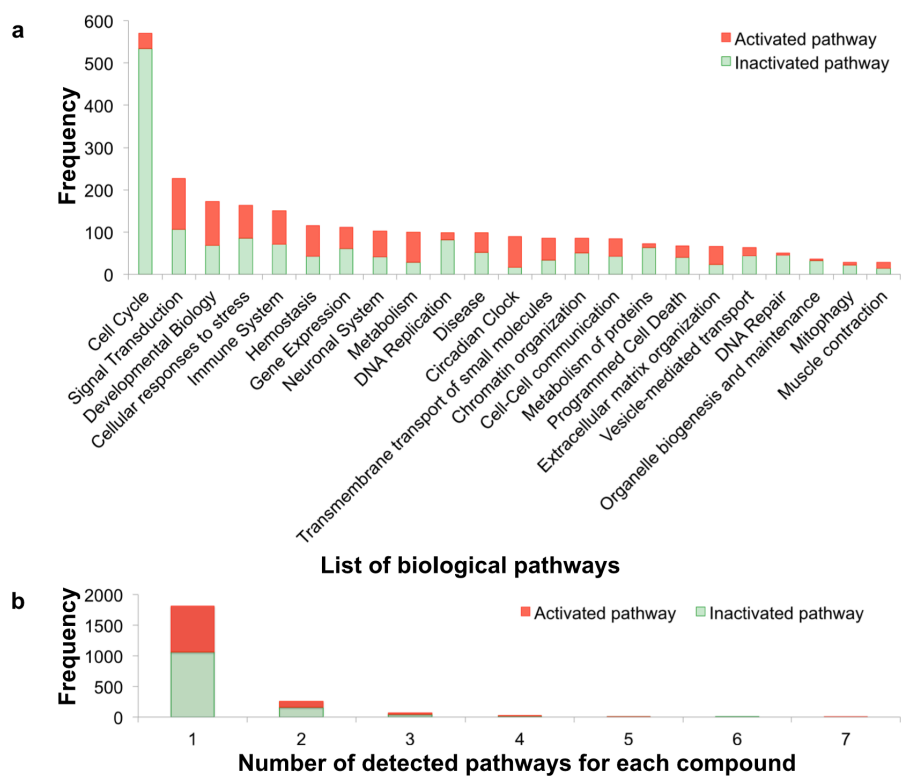 a
600
500
400
300
200
100
0
Frequency
Activated pathway
Inactivated pathway
Cell Cycle
Signal Transduction
Developmental Biology
Cellular responses to stress
Immune System
Hemostasis
Gene Expression
Neuronal System
Metabolism
DNA Replication
Disease
Circadian Clock
Transmembrane transport of small molecules
Chromatin organization
Cell-Cell communication
Metabolism of proteins
Programmed Cell Death
Extracellular matrix organization
Vesicle-mediated transport
DNA Repair
Organelle biogenesis and maintenance
Mitophagy
Muscle contraction
List of biological pathways
b
2000
1500
1000
500
0
Frequency
Activated pathway Inactivated pathway
1 2 3 4 5 6 7
Number of detected pathways for each compound